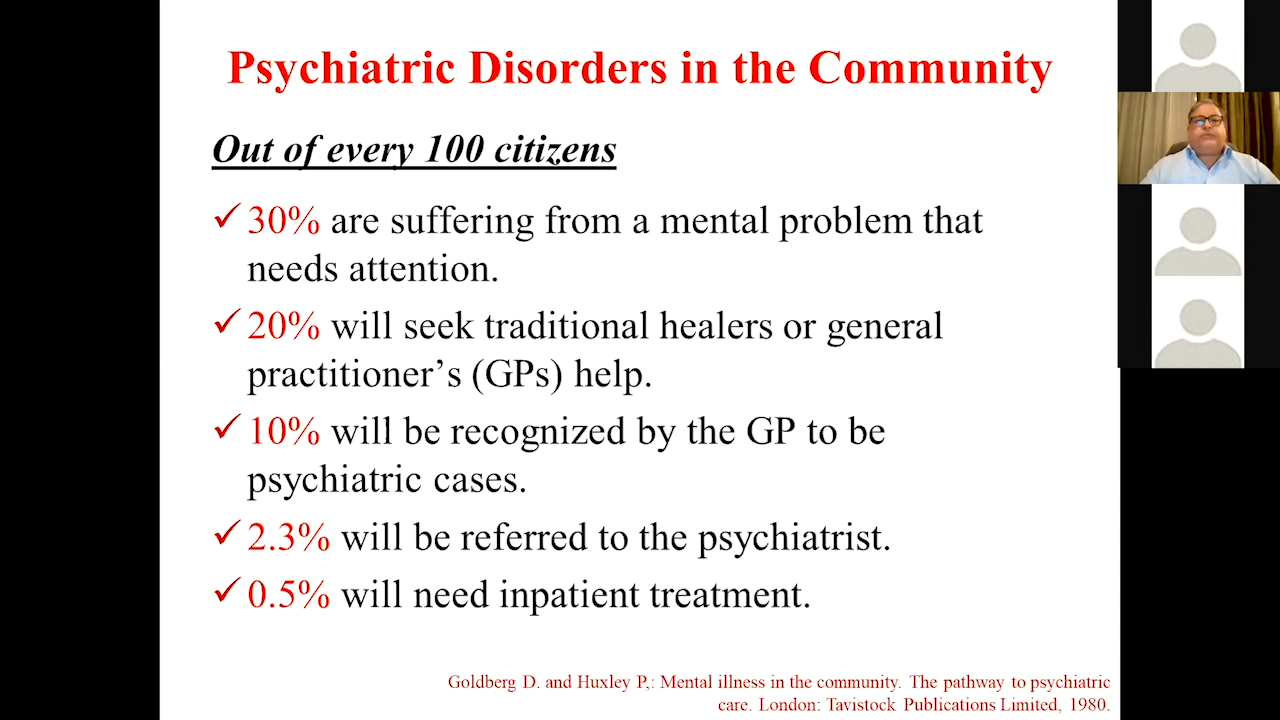 Psychiatric Disorders in the Community
Out of every 100 citizens
✓ 30% are suffering from a mental problem that
needs attention.
✓ 20% will seek traditional healers or general
practitioner’s (GPs) help.
✓ 10% will be recognized by the GP to be
psychiatric cases.
✓ 2.3% will be referred to the psychiatrist.
✓ 0.5% will need inpatient treatment.
Goldberg D. and Huxley P,: Mental illness in the community. The pathway to psychiatric
care. London: Tavistock Publications Limited, 1980.